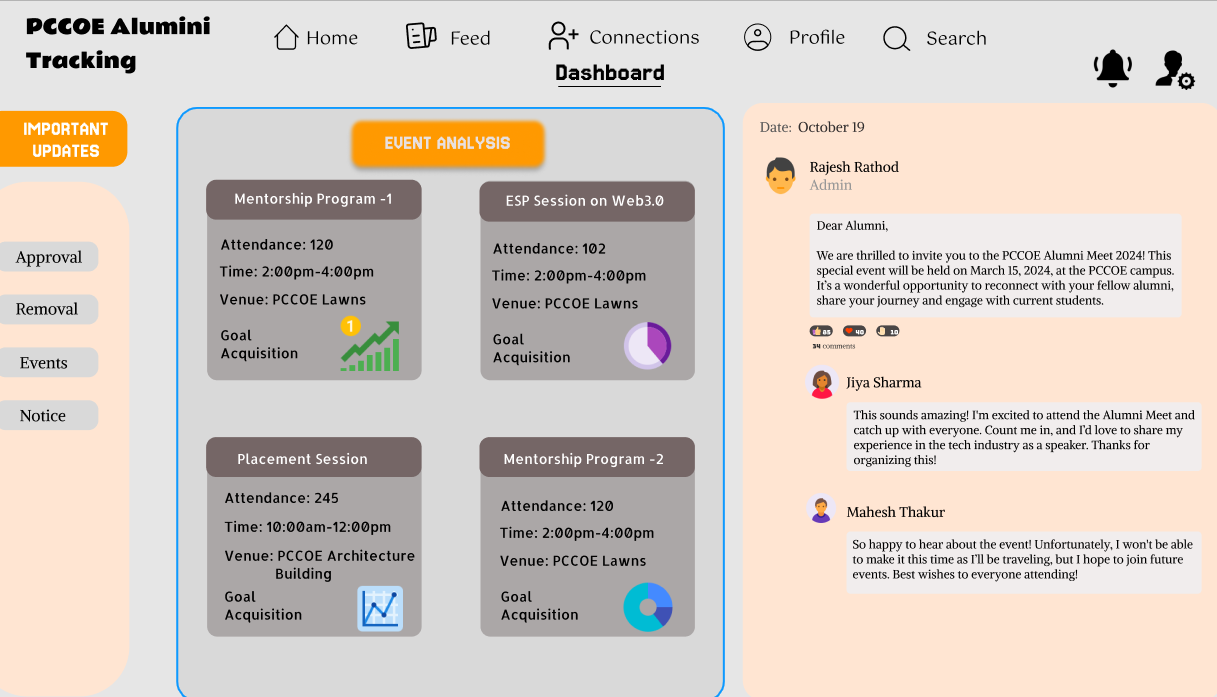 PCCOE Alumini
Tracking
Home
Feed
Connections
Profile
Search
Dashboard
IMPORTANT
UPDATES
Approval
Removal
Events
Notice
EVENT ANALYSIS
Mentorship Program -1
Attendance: 120
Time: 2:00pm-4:00pm
Venue: PCCOE Lawns
Goal
Acquisition
1
ESP Session on Web3.0
Attendance: 102
Time: 2:00pm-4:00pm
Venue: PCCOE Lawns
Goal
Acquisition
Placement Session
Attendance: 245
Time: 10:00am-12:00pm
Venue: PCCOE Architecture
Building
Goal
Acquisition
Mentorship Program -2
Attendance: 120
Time: 2:00pm-4:00pm
Venue: PCCOE Lawns
Goal
Acquisition
Date: October 19
Rajesh Rathod
Admin
Dear Alumni,
We are thrilled to invite you to the PCCOE Alumni Meet 2024! This
special event will be held on March 15, 2024, at the PCCOE campus.
It's a wonderful opportunity to reconnect with your fellow alumni,
share your journey and engage with current students.
10
34 comments
Jiya Sharma
This sounds amazing! I'm excited to attend the Alumni Meet and
catch up with everyone. Count me in, and I'd love to share my
experience in the tech industry as a speaker. Thanks for
organizing this!
Mahesh Thakur
So happy to hear about the event! Unfortunately, I won't be able
to make it this time as I'll be traveling, but I hope to join future
events. Best wishes to everyone attending!